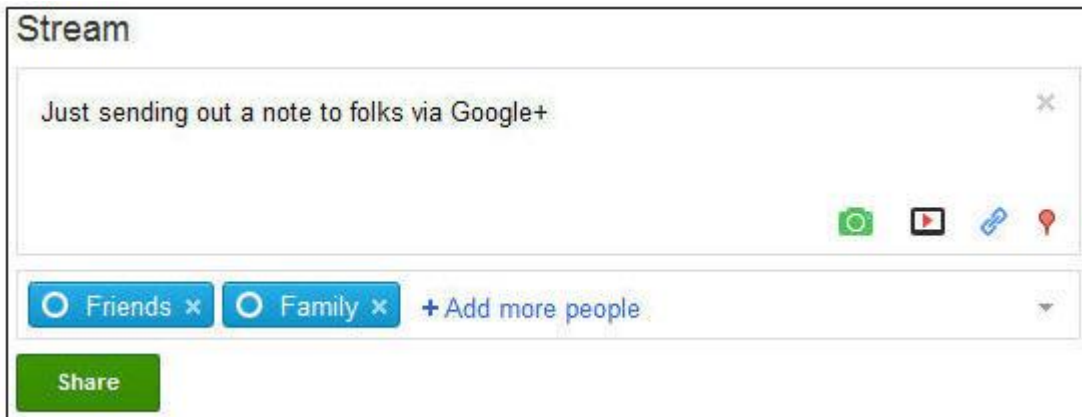 Stream
Just sending out a note to folks via Google+
Friends × Family × + Add more people
Share